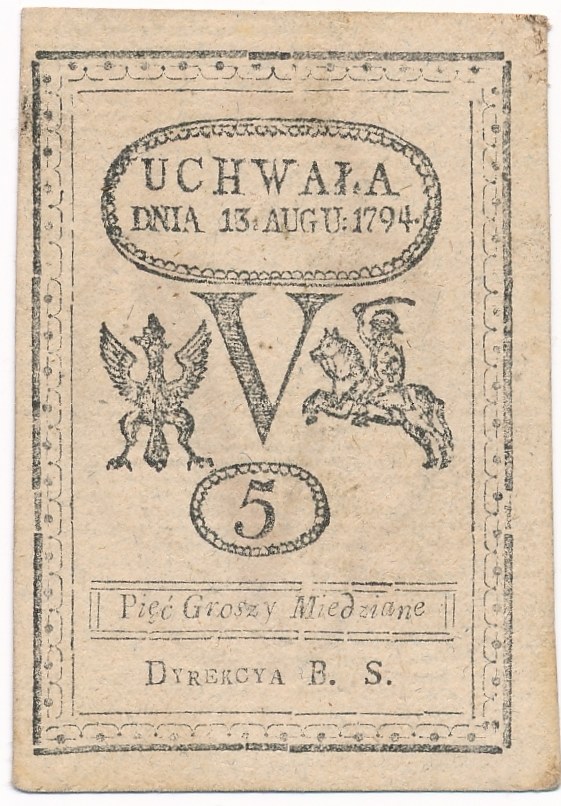 UCHWAŁA
DNIA 13. AUGU: 1794.
V
5
Pięć Groszy Miedziane
DYREKCYA B. S.